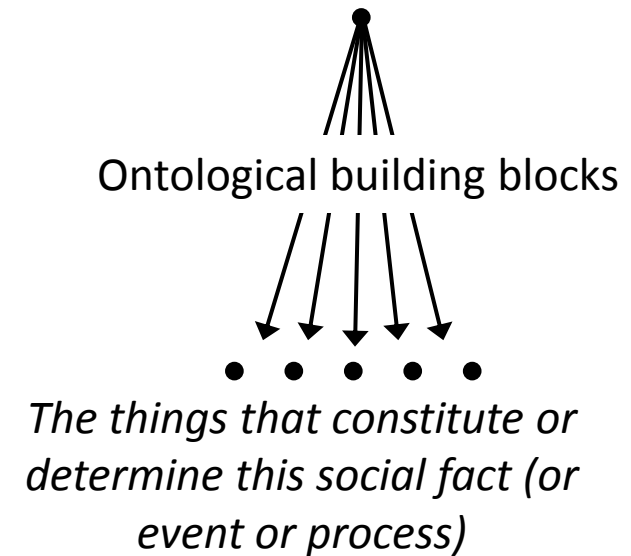 Ontological building blocks
The things that constitute or
determine this social fact (or
event or process)